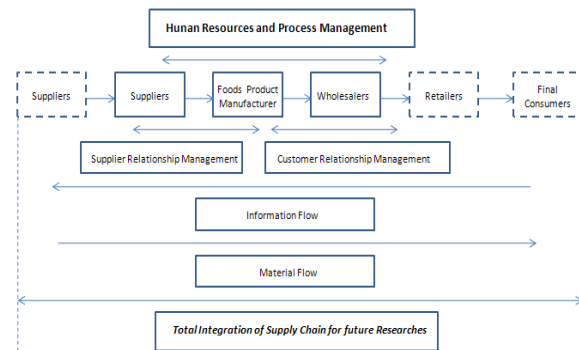 Hunan Resources and Process Management
Suppliers
Suppliers
Foods Product
Manufacturer
Wholesalers
Retailers
Final
Consumers
Supplier Relationship Management
Customer Relationship Management
Information Flow
Material Flow
Total Integration of Supply Chain for future Researches